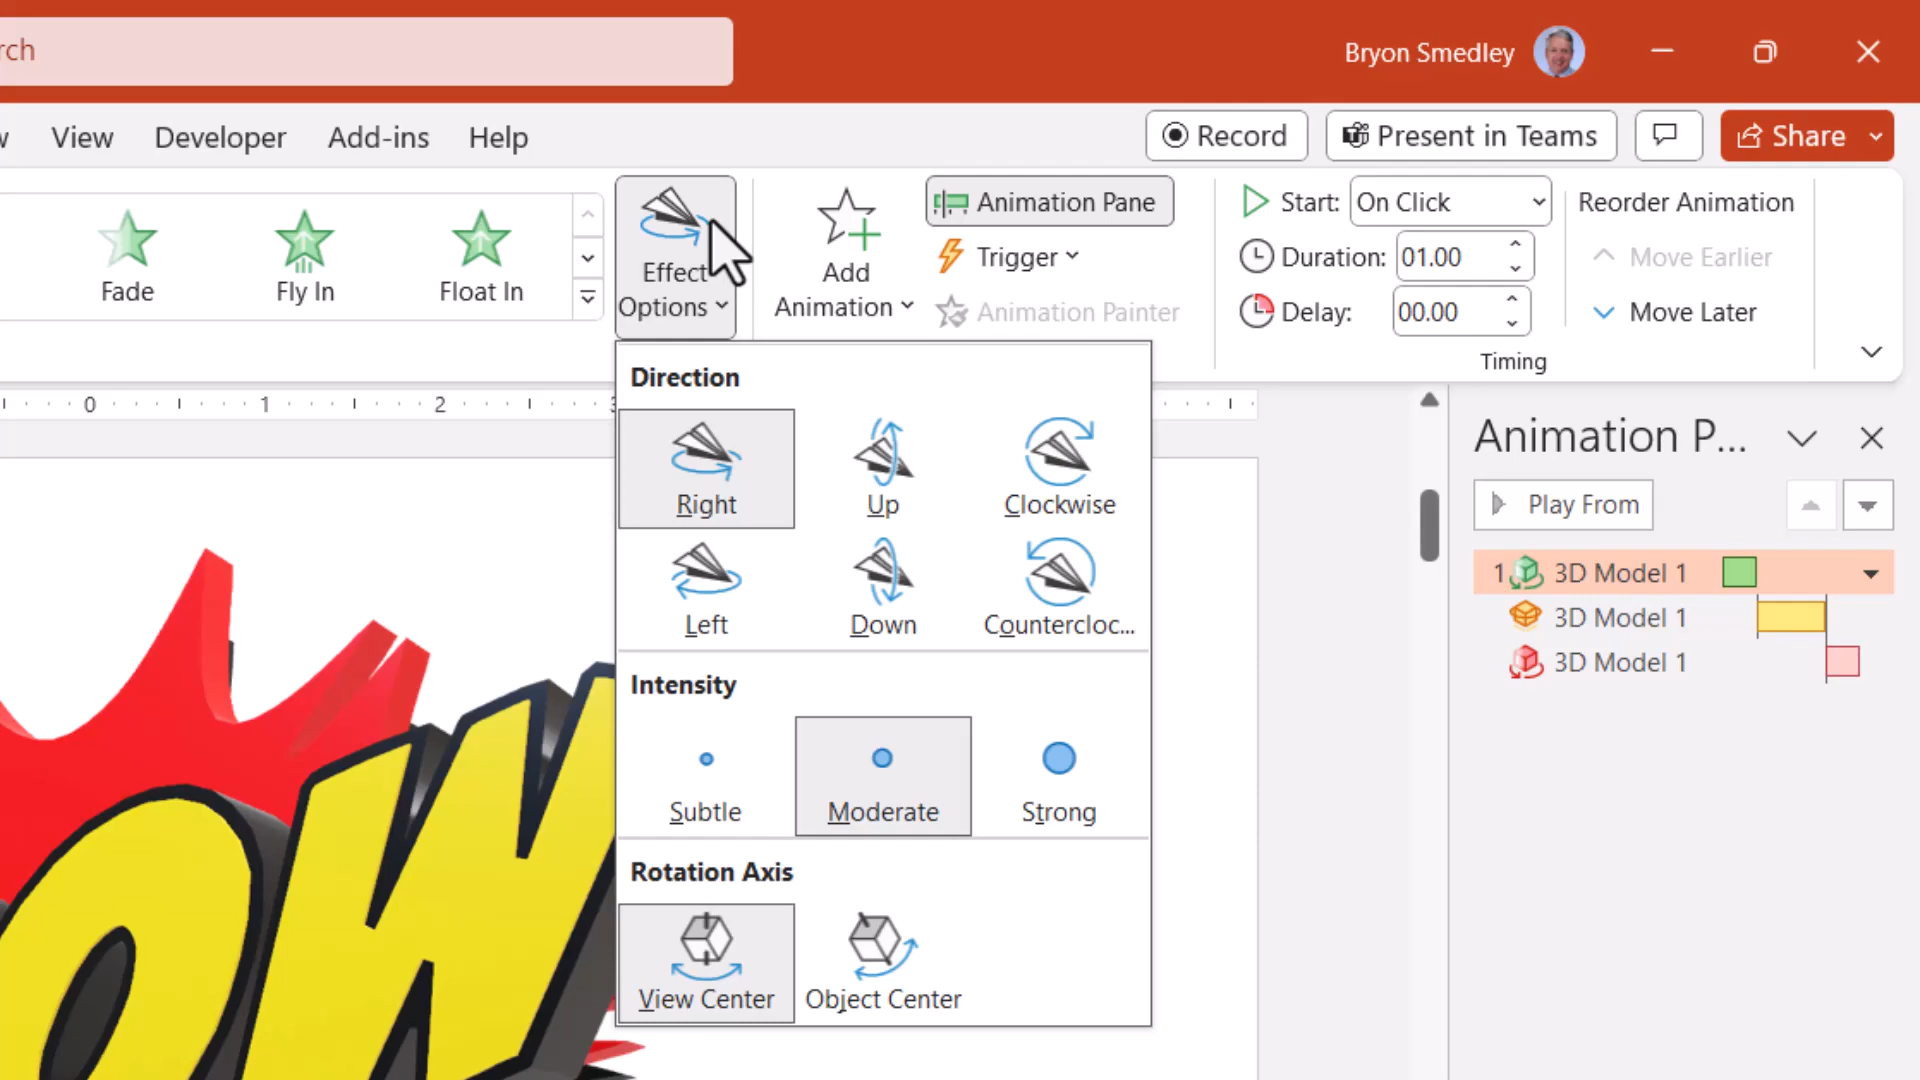 rch
Bryon Smedley
w View Developer Add-ins Help
Record
Present in Teams
Share
Fade
Fly In
Float In
Effect
Options
Add
Animation
Animation Pane
Trigger
Animation Painter
Start: On Click
Duration: 01.00
Delay: 00.00
Reorder Animation
Move Earlier
Move Later
Timing
0 1 2 3
Direction
Right Up Clockwise
Left Down Countercloc...
Intensity
Subtle Moderate Strong
Rotation Axis
View Center Object Center
Animation P...
Play From
1 3D Model 1
3D Model 1
3D Model 1
OW